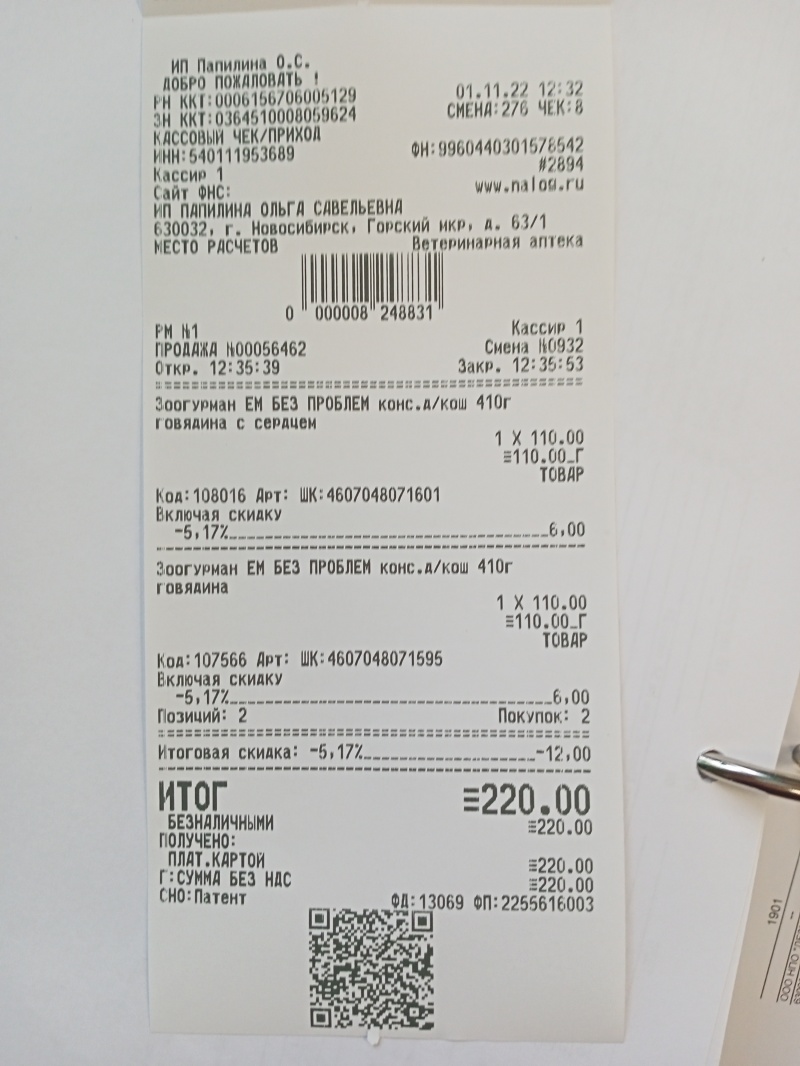 ИП Папилина О.С.
ДОБРО ПОЖАЛОВАТЬ !
РН ККТ:0006156706005129 01.11.22 12:32
ЗН ККТ:0364510008059624 СМЕНА:276 ЧЕК:8
КАССОВЫЙ ЧЕК/ПРИХОД
ИНН:540111953689 ФН:9960440301578542
Кассир 1 #2894
Сайт ФНС: www.nalog.ru
ИП ПАПИЛИНА ОЛЬГА САВЕЛЬЕВНА
630032, г. Новосибирск, Горский мкр, д. 63/1
МЕСТО РАСЧЕТОВ Ветеринарная аптека
0 000008 248831
РМ №1 Кассир 1
ПРОДАЖА №00056462 Смена №0932
Откр. 12:35:39 Закр. 12:35:53
Зоогурман ЕМ БЕЗ ПРОБЛЕМ конс.д/кош 410г
говядина с сердцем
1 X 110.00
≡110.00_Г
ТОВАР
Код:108016 Арт: ШК:4607048071601
Включая скидку
-5,17% 6,00
Зоогурман ЕМ БЕЗ ПРОБЛЕМ конс.д/кош 410г
говядина
1 X 110.00
≡110.00_Г
ТОВАР
Код:107566 Арт: ШК:4607048071595
Включая скидку
-5,17% 6,00
Позиций: 2 Покупок: 2
Итоговая скидка: -5,17% -12,00
ИТОГ ≡220.00
БЕЗНАЛИЧНЫМИ ≡220.00
ПОЛУЧЕНО:
ПЛАТ.КАРТОЙ ≡220.00
Г:СУММА БЕЗ НДС ≡220.00
СНО:Патент ФД:13069 ФП:2255616003
1901